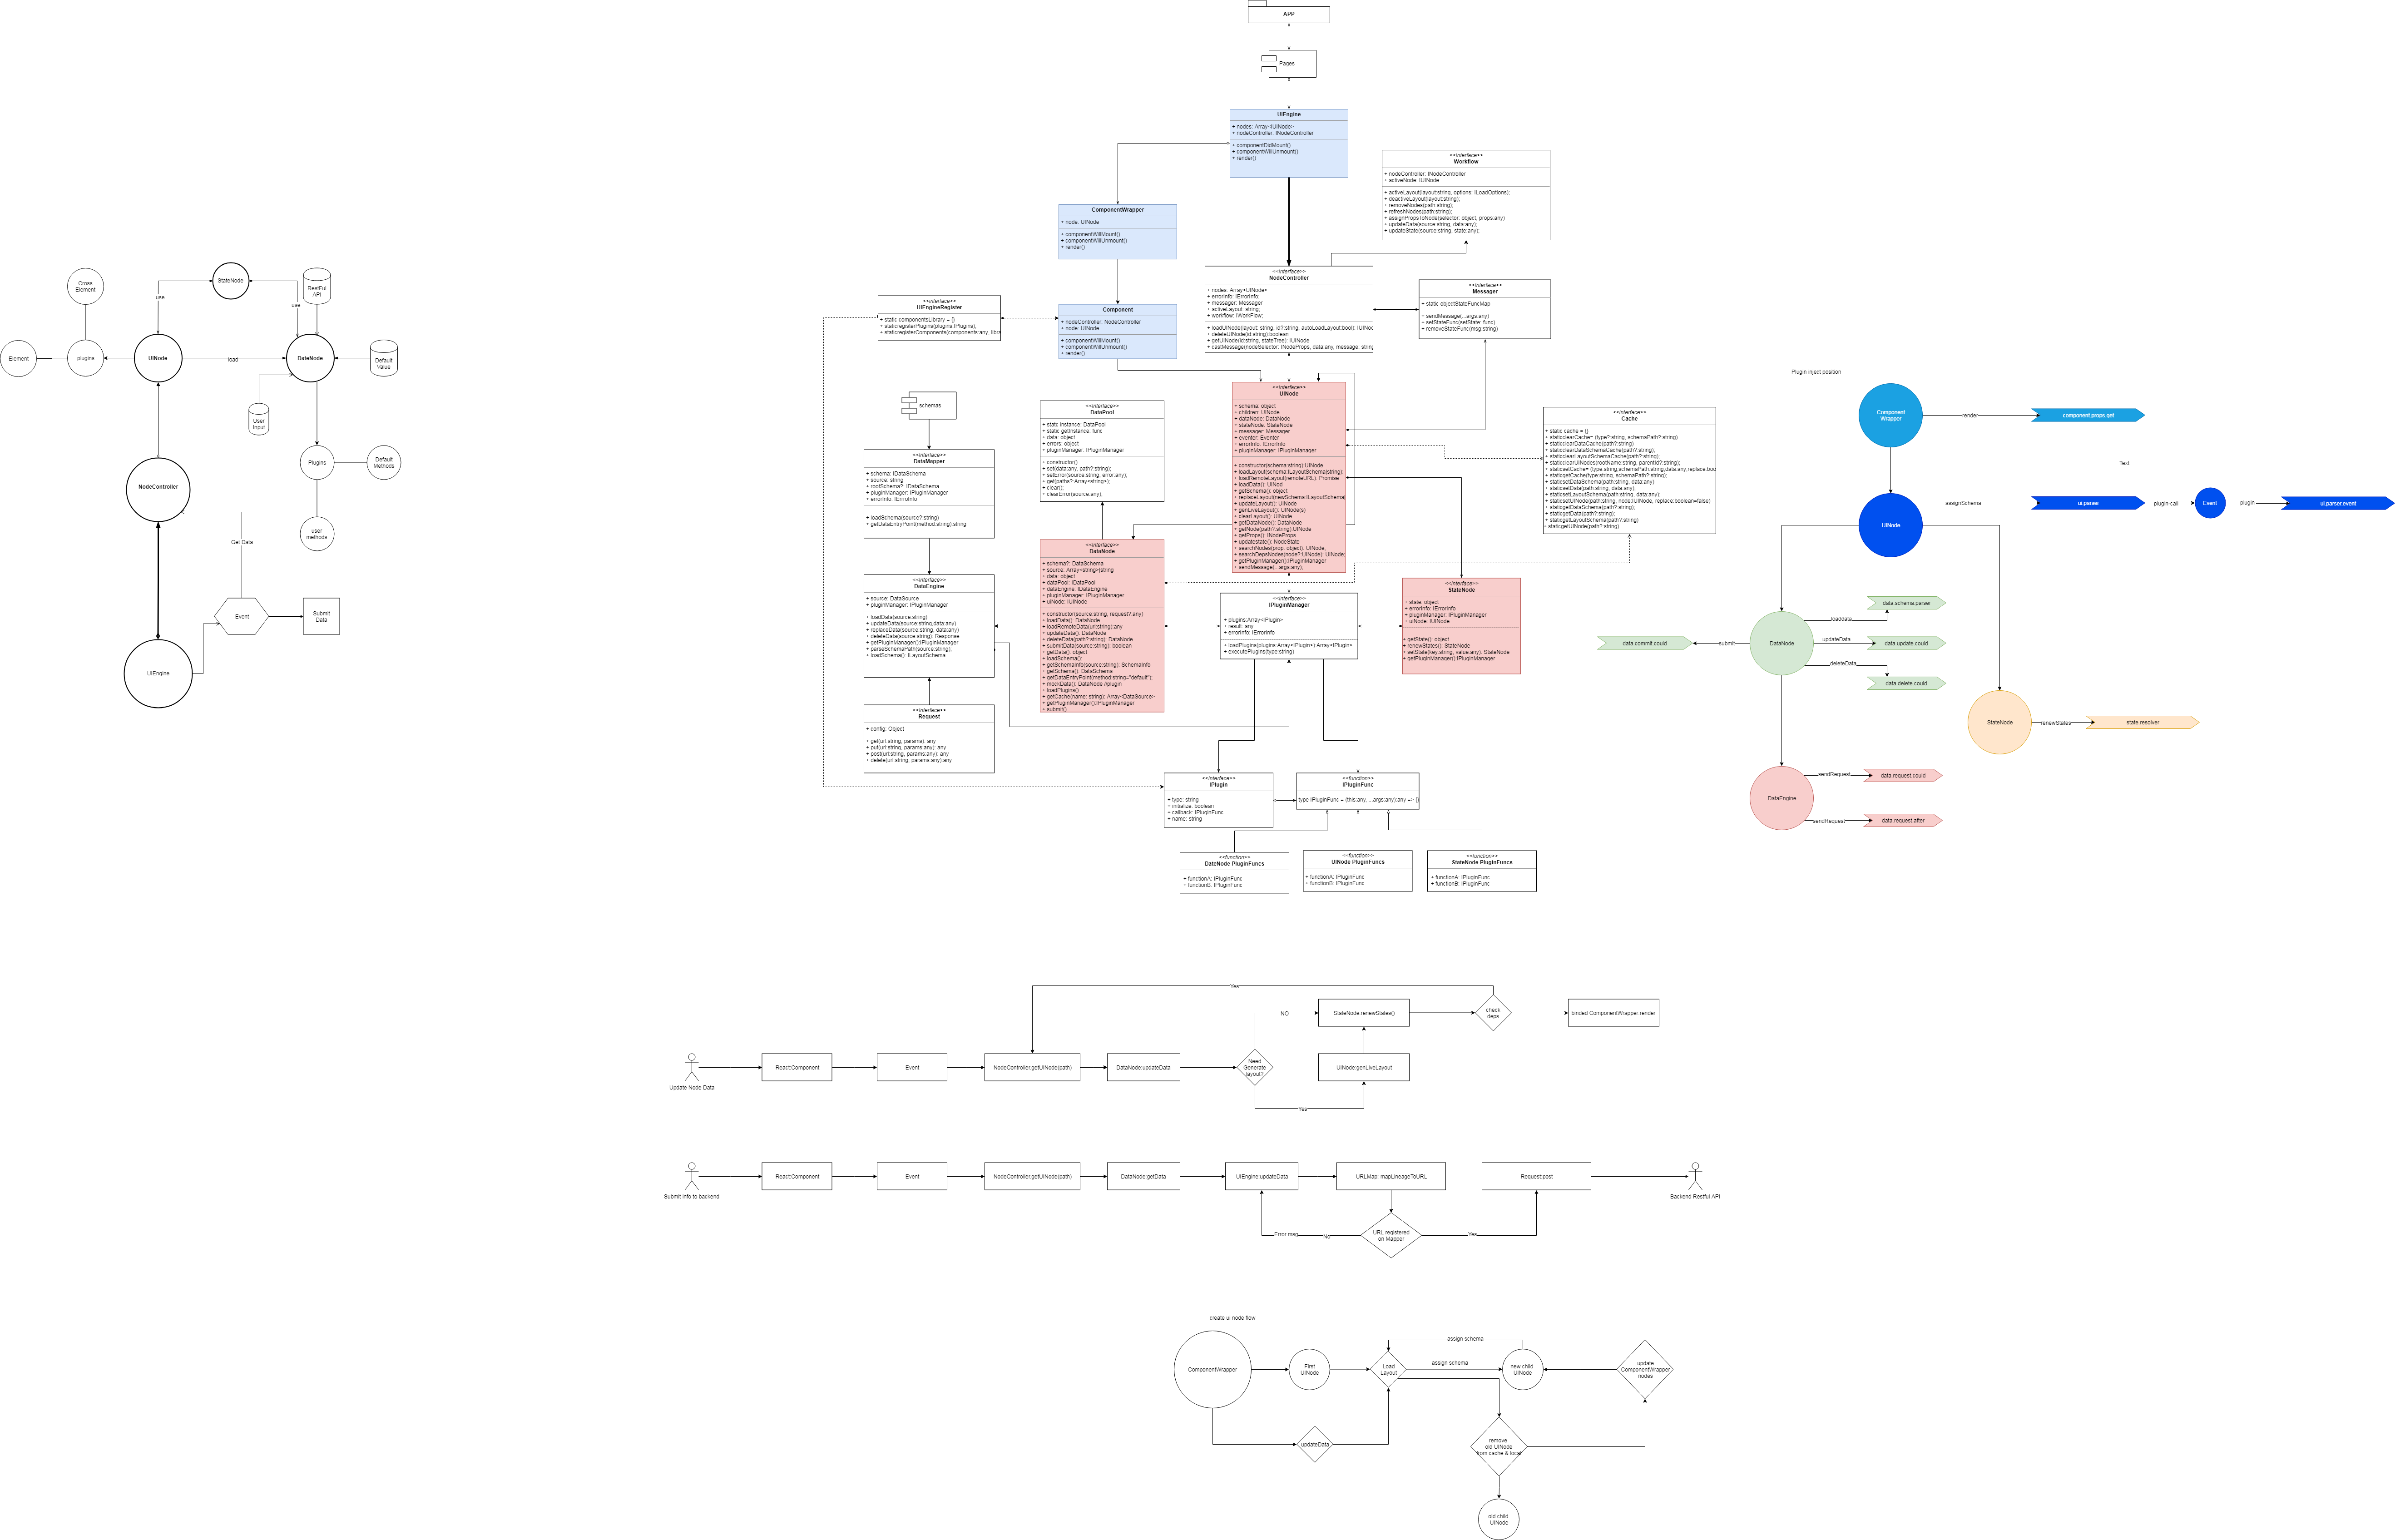 APP
Pages
UIEngine
+ nodes: Array<IUINode>
+ nodeController: INodeController
+ componentDidMount()
+ componentWillUnmount()
+ render()
<<Interface>>
Workflow
+ nodeController: INodeController
+ activeNode: IUINode
+ activeLayout(layout:string, options: ILoadOptions);
+ deactiveLayout(layout:string);
+ removeNodes(path:string);
+ refreshNodes(path:string);
+ assignPropsToNode(selector: object, props:any)
+ updateData(source:string, data:any);
+ updateState(source:string, state:any);
ComponentWrapper
+ node: UINode
+ componentWillMount()
+ componentWillUnmount()
+ render()
<<Interface>>
NodeController
+ nodes: Array<UINode>
+ errorInfo: IErrorInfo;
+ messager: Messager
+ activeLayout: string;
+ workflow: IWorkFlow;
+ loadUINode(layout: string, id?:string, autoLoadLayout:bool): IUINod
+ deleteUINode(id:string):boolean
+ getUINode(id:string, stateTree): IUINode
+ castMessage(nodeSelector: INodeProps, data:any, message: string
<<Interface>>
Messager
+ static objectStateFuncMap
+ sendMessage(...args:any)
+ setStateFunc(setState: func)
+ removeStateFunc(msg:string)
<<Interface>>
UIEngineRegister
+ static componentsLibrary = {}
+ staticregisterPlugins(plugins:IPlugins);
+ staticregisterComponents(components:any, libra
Component
+ nodeController: NodeController
+ node: UINode
+ componentWillMount()
+ componentWillUnmount()
+ render()
Cross
Element
StateNode
RestFul
API
use
use
Element
plugins
UINode
load
DateNode
Default
Value
User
Input
Plugins
Default
Methods
NodeController
user
methods
Get Data
Event
Submit
Data
UIEngine
schemas
<<Interface>>
DataPool
+ static instance: DataPool
+ static getInstance: func
+ data: object
+ errors: object
+ pluginManager: IPluginManager
+ constructor()
+ set(data:any, path?:string);
+ setError(source:string, error:any);
+ get(paths?:Array<string>);
+ clear();
+ clearError(source:any);
<<Interface>>
UINode
+ schema: object
+ children: UINode
+ dataNode: DataNode
+ stateNode: StateNode
+ messager: Messager
+ eventer: Eventer
+ errorInfo: IErrorInfo
+ pluginManager: IPluginManager
+ constructor(schema:string):UINode
+ loadLayout(schema:ILayoutSchema|string):
+ loadRemoteLayout(remoteURL): Promise
+ loadData(): UINod
+ getSchema(): object
+ replaceLayout(newSchema:ILayoutSchema)
+ updateLayout(): UINode
+ genLiveLayout(): UINode(s)
+ clearLayout(): UINode
+ getDataNode(): DataNode
+ getNode(path?:string):UINode
+ getProps(): INodeProps
+ updatestate(): NodeState
+ searchNodes(prop: object): UINode;
+ searchDepsNodes(node?:UINode): UINode;
+ getPluginManager():IPluginManager
+ sendMessage(...args:any);
<<Interface>>
Cache
+ static cache = {}
+ staticclearCache= (type?:string, schemaPath?:string)
+ staticclearDataCache(path?:string)
+ staticclearDataSchemaCache(path?:string);
+ staticclearLayoutSchemaCache(path?:string);
+ staticclearUINodes(rootName:string, parentId?:string);
+ staticsetCache= (type:string,schemaPath:string,data:any,replace:bool
+ staticgetCache(type:string, schemaPath?:string);
+ staticsetDataSchema(path:string, data:any)
+ staticsetData(path:string, data:any);
+ staticsetLayoutSchema(path:string, data:any);
+ staticsetUINode(path:string, node:IUINode, replace:boolean=false)
+ staticgetDataSchema(path?:string);
+ staticgetData(path?:string);
+ staticgetLayoutSchema(path?:string)
+ staticgetUINode(path?:string)
<<Interface>>
DataMapper
+ schema: IDataSchema
+ source: string
+ rootSchema?: IDataSchema
+ pluginManager: IPluginManager
+ errorInfo: IErrorInfo
+ loadSchema(source?:string)
+ getDataEntryPoint(method:string):string
<<Interface>>
DataNode
+ schema?: DataSchema
+ source: Array<string>|string
+ data: object
+ dataPool: IDataPool
+ dataEngine: IDataEngine
+ pluginManager: IPluginManager
+ uiNode: IUINode
+ constructor(source:string, request?:any)
+ loadData(): DataNode
+ loadRemoteData(url:string):any
+ updateData(): DataNode
+ deleteData(path?:string): DataNode
+ submitData(source:string): boolean
+ getData(): object
+ loadSchema();
+ getSchemaInfo(source:string): SchemaInfo
+ getSchema(): DataSchema
+ getDataEntryPoint(method:string>"default");
+ mockData(): DataNode //plugin
+ loadPlugins()
+ getCache(name: string): Array<DataSource>
+ getPluginManager():IPluginManager
+ submit()
<<Interface>>
DataEngine
+ source: DataSource
+ pluginManager: IPluginManager
+ loadData(source:string)
+ updateData(source:string,data:any)
+ replaceData(source:string, data:any)
+ deleteData(source:string): Response
+ getPluginManager():IPluginManager
+ parseSchemaPath(source:string);
+ loadSchema(): ILayoutSchema
<<Interface>>
IPluginManager
+ plugins:Array<IPlugin>
+ result: any
+ errorInfo: IErrorInfo
+ loadPlugins(plugins:Array<IPlugin>):Array<IPlugin>
+ executePlugins(type:string)
<<Interface>>
StateNode
+ state: object
+ errorInfo: IErrorInfo
+ pluginManager: IPluginManager
+ uiNode: IUINode
+ getState(): object
+ renewStates(): StateNode
+ setState(key:string, value:any): StateNode
+ getPluginManager():IPluginManager
<<Interface>>
Request
+ config: Object
+ get(url:string, params): any
+ put(url:string, params:any): any
+ post(url:string, params:any): any
+ delete(url:string, params:any):any
<<Interface>>
IPlugin
+ type: string
+ initialize: boolean
+ callback: IPluginFunc
+ name: string
<<function>>
IPluginFunc
type IPluginFunc = (this:any, ...args:any):any => {}
<<function>>
DateNode PluginFuncs
+ functionA: IPluginFunc
+ functionB: IPluginFunc
<<function>>
UINode PluginFuncs
+ functionA: IPluginFunc
+ functionB: IPluginFunc
<<function>>
StateNode PluginFuncs
+ functionA: IPluginFunc
+ functionB: IPluginFunc
Plugin inject position
Component
Wrapper
render
component.props.get
Text
UINode
assignSchema
ui.parser
plugin-call
Event
plugin
ui.parser.event
data.schema.parser
loaddata
data.commit.could
submit
DataNode
updateData
data.update.could
deleteData
data.delete.could
StateNode
renewStates
state.resolver
DataEngine
sendRequest
data.request.could
sendRequest
data.request.after
Yes
NO
StateNode:renewStates()
check
deps
binded ComponentWrapper:render
Update Node Data
React:Component
Event
NodeController:getUINode(path)
DataNode:updateData
Need
Generate
layout?
UINode:genLiveLayout
Yes
Submit info to backend
React:Component
Event
NodeController:getUINode(path)
DataNode:getData
UIEngine:updateData
URLMap: mapLineageToURL
Request:post
Backend Restful API
Error msg
No
URL registered
on Mapper
Yes
create ui node flow
ComponentWrapper
First
UINode
Load
Layout
assign schema
assign schema
new child
UINode
update
ComponentWrapper
nodes
updateData
remove
old UINode
from cache & local
old child
UINode